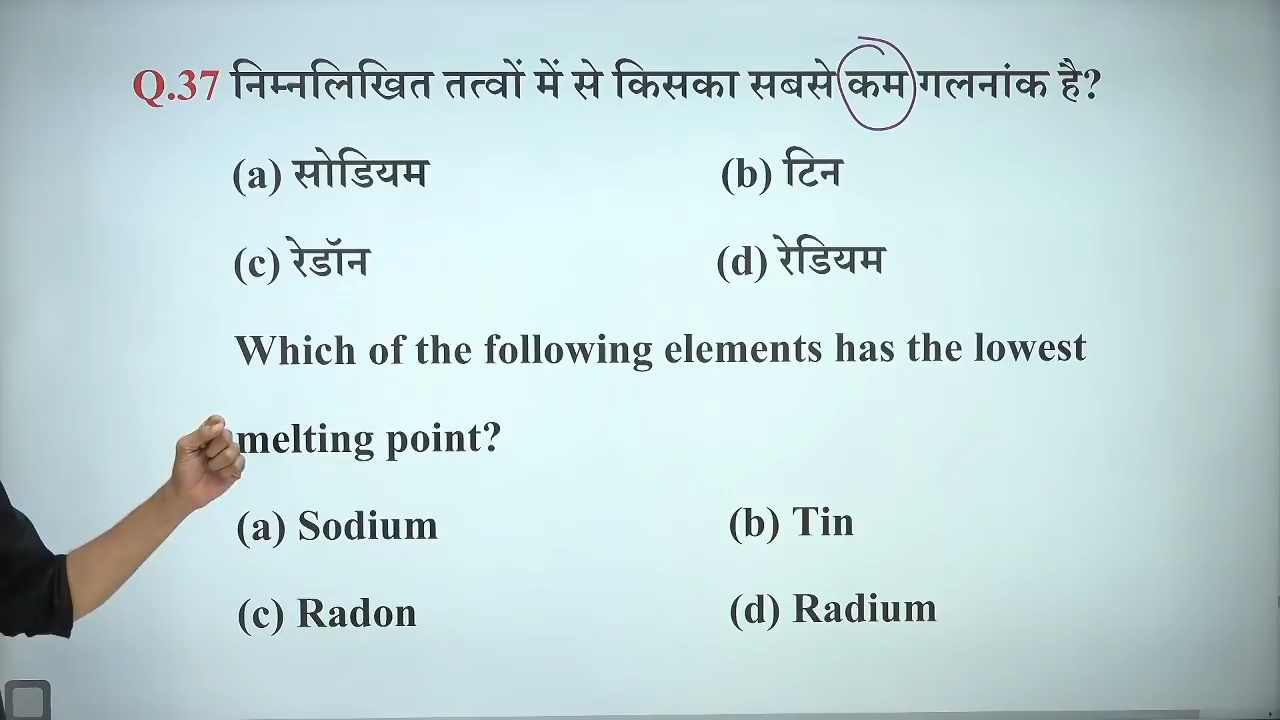 Q.37 निम्नलिखित तत्वों में से किसका सबसे कम गलनांक है?
(a) सोडियम (b) टिन
(c) रेडॉन (d) रेडियम
Which of the following elements has the lowest
melting point?
(a) Sodium (b) Tin
(c) Radon (d) Radium